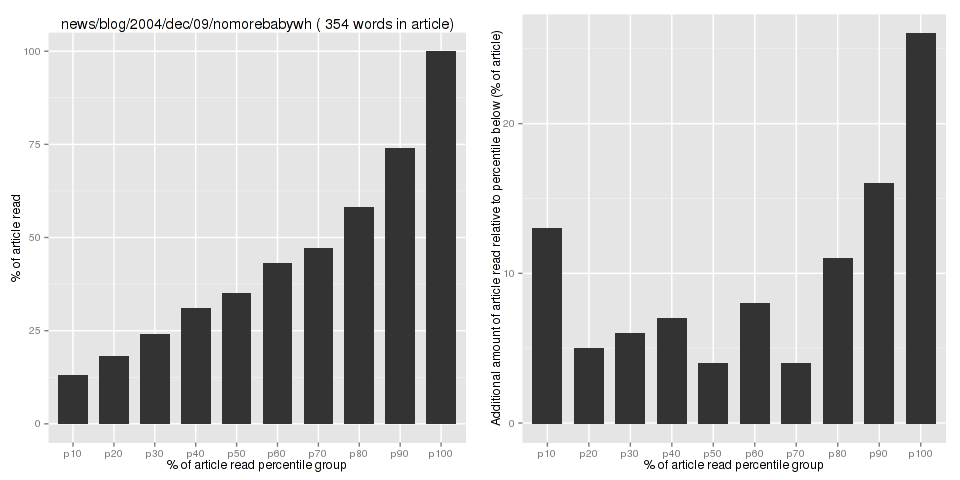 news/blog/2004/dec/09/nomorebabywh ( 354 words in article)
% of article read
100
75
50
25
0
p10 p20 p30 p40 p50 p60 p70 p80 p90 p100
% of article read percentile group
Additional amount of article read relative to percentile below (% of article)
20
10
0
p10 p20 p30 p40 p50 p60 p70 p80 p90 p100
% of article read percentile group